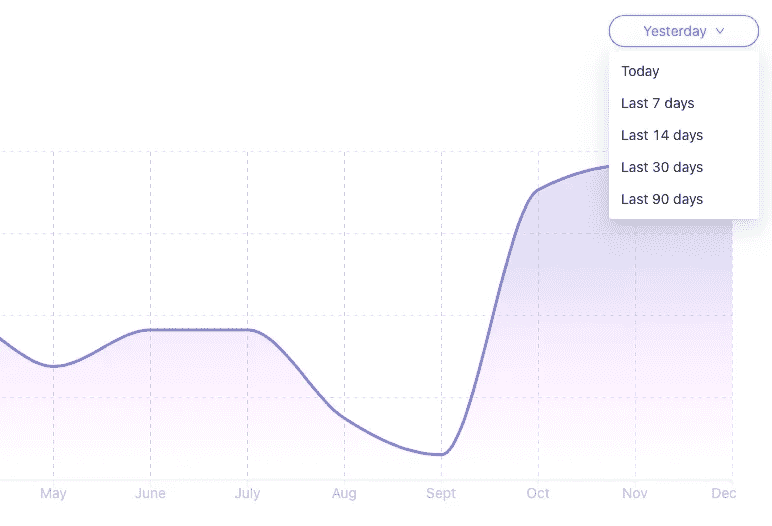 Yesterday
Today
Last 7 days
Last 14 days
Last 30 days
Last 90 days
May June July Aug Sept Oct Nov Dec